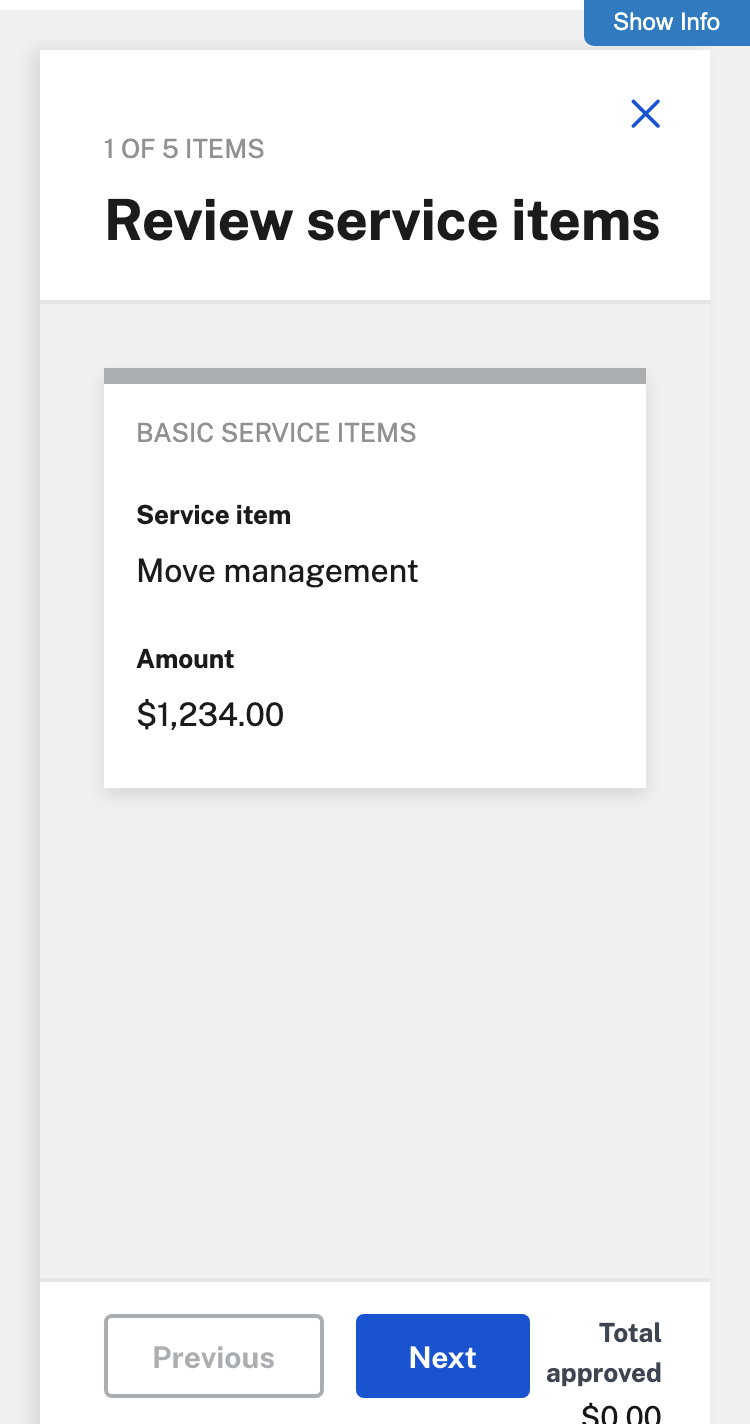 Show Info
1 OF 5 ITEMS
Review service items
BASIC SERVICE ITEMS
Service item
Move management
Amount
$1,234.00
Previous
Next
Total
approved
$0.00